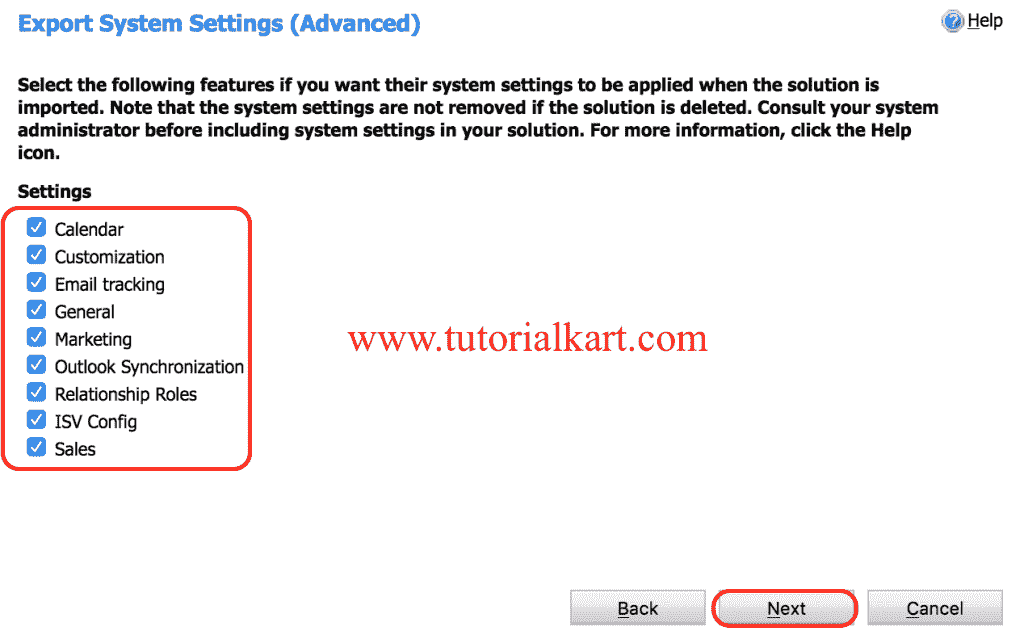 Export System Settings (Advanced)
Help
Select the following features if you want their system settings to be applied when the solution is
imported. Note that the system settings are not removed if the solution is deleted. Consult your system
administrator before including system settings in your solution. For more information, click the Help
icon.
Settings
Calendar
Customization
Email tracking
General
Marketing
www.tutorialkart.com
Outlook Synchronization
Relationship Roles
ISV Config
Sales
Back
Next
Cancel